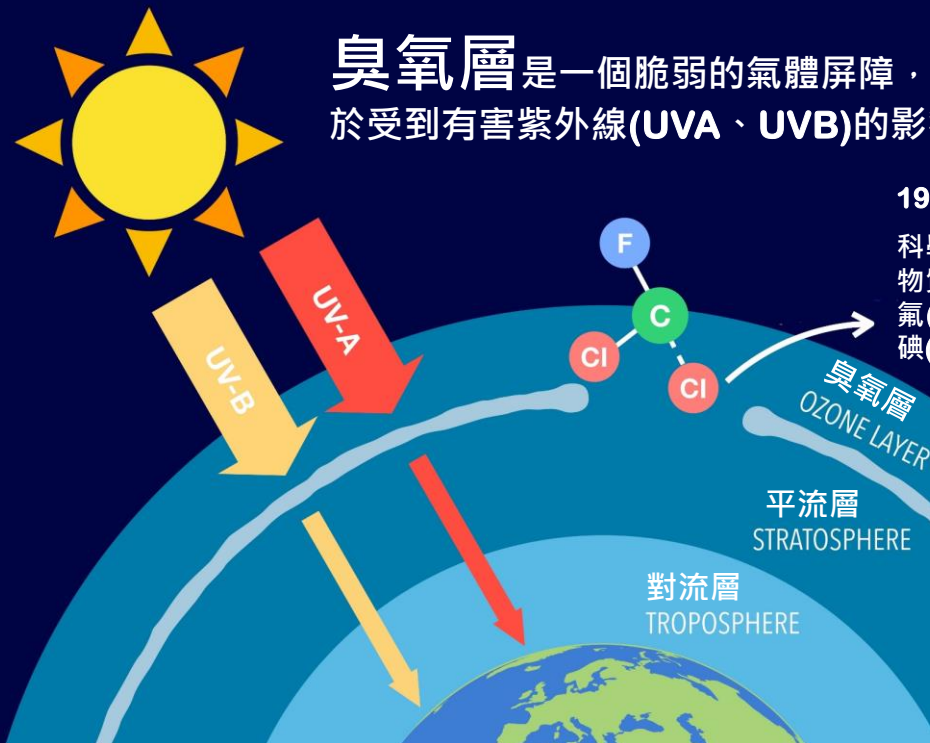 臭氧層是一個脆弱的氣體屏障，
於受到有害紫外線(UVA、UVB)的影
19
科
物
氟(
碘(
F
C
Cl
Cl
UV-A
UV-B
臭氧層
OZONE LAYER
平流層
STRATOSPHERE
對流層
TROPOSPHERE